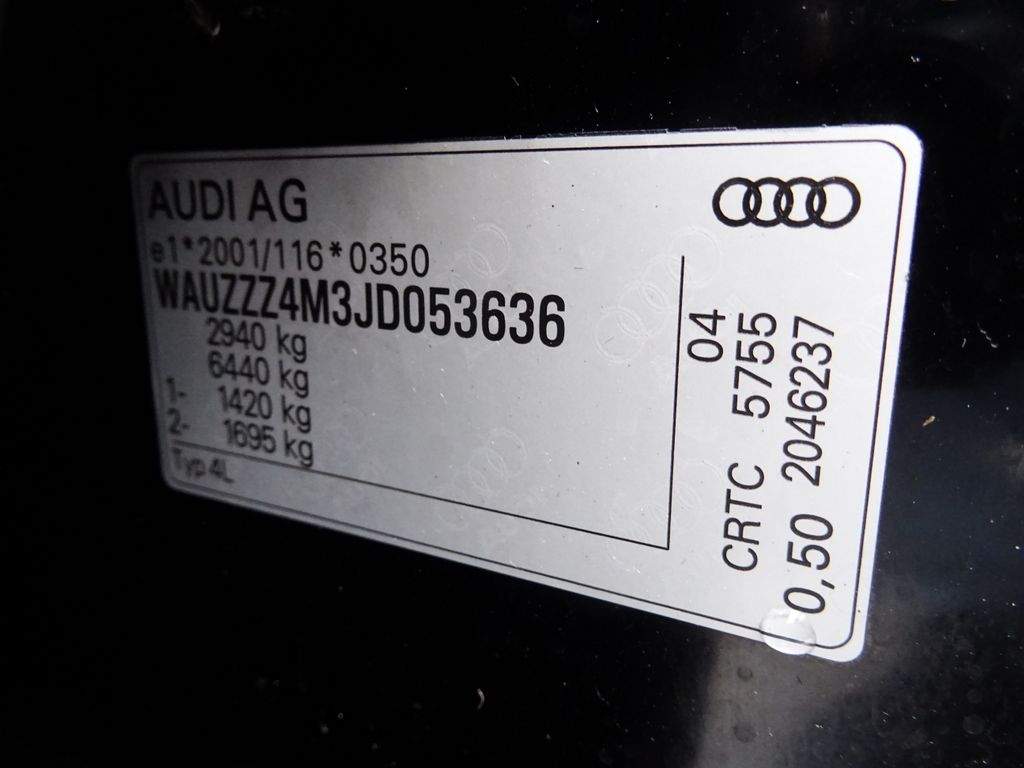 AUDI AG
e1*2001/116*0350
WAUZZZ4M3JD053636
2940 kg
6440 kg
1- 1420 kg
2- 1695 kg
Typ 4L
04
CRTC 5755
0,50 2046237